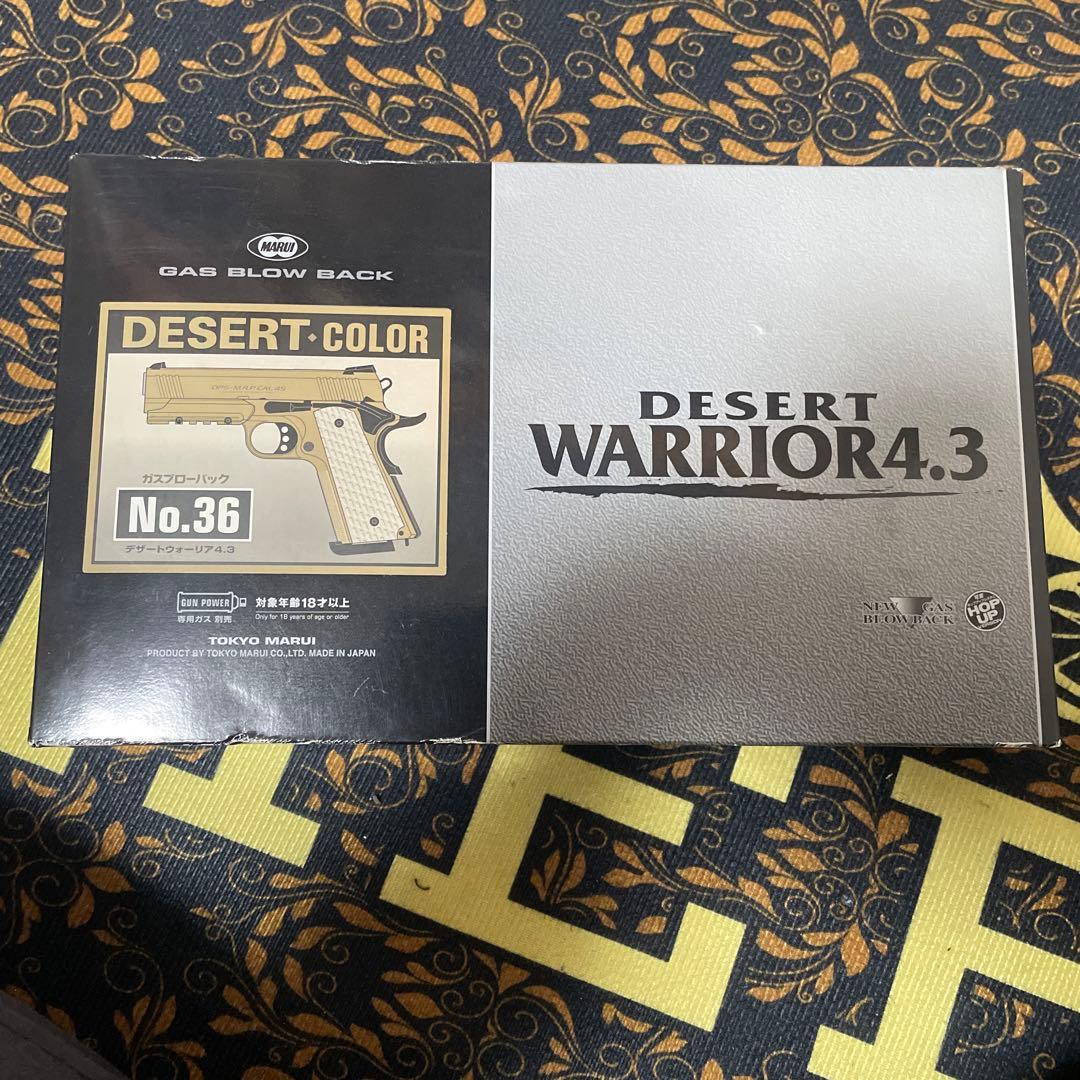 MARUI
GAS BLOW BACK
DESERT・COLOR
OPS-M.R.P. CAL.45
ガスブローバック
No.36
デザートウォーリア4.3
GUN POWER
専用ガス 別売
対象年齢18才以上
Only for 18 years of age or older
TOKYO MARUI
PRODUCT BY TOKYO MARUI CO.,LTD. MADE IN JAPAN
DESERT
WARRIOR4.3
NEW GAS
BLOWBACK
可変
HOP
UP